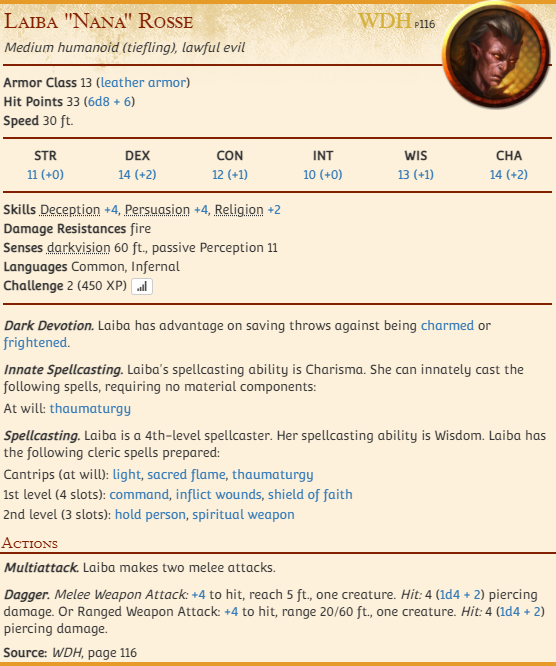 Laiba "Nana" Rosse WDH p116
Medium humanoid (tiefling), lawful evil
Armor Class 13 (leather armor)
Hit Points 33 (6d8 + 6)
Speed 30 ft.
STR DEX CON INT WIS CHA
11 (+0) 14 (+2) 12 (+1) 10 (+0) 13 (+1) 14 (+2)
Skills Deception +4, Persuasion +4, Religion +2
Damage Resistances fire
Senses darkvision 60 ft., passive Perception 11
Languages Common, Infernal
Challenge 2 (450 XP)
Dark Devotion. Laiba has advantage on saving throws against being charmed or
frightened.
Innate Spellcasting. Laiba's spellcasting ability is Charisma. She can innately cast the
following spells, requiring no material components:
At will: thaumaturgy
Spellcasting. Laiba is a 4th-level spellcaster. Her spellcasting ability is Wisdom. Laiba has
the following cleric spells prepared:
Cantrips (at will): light, sacred flame, thaumaturgy
1st level (4 slots): command, inflict wounds, shield of faith
2nd level (3 slots): hold person, spiritual weapon
Actions
Multiattack. Laiba makes two melee attacks.
Dagger. Melee Weapon Attack: +4 to hit, reach 5 ft., one creature. Hit: 4 (1d4 + 2) piercing
damage. Or Ranged Weapon Attack: +4 to hit, range 20/60 ft., one creature. Hit: 4 (1d4 + 2)
piercing damage.
Source: WDH, page 116